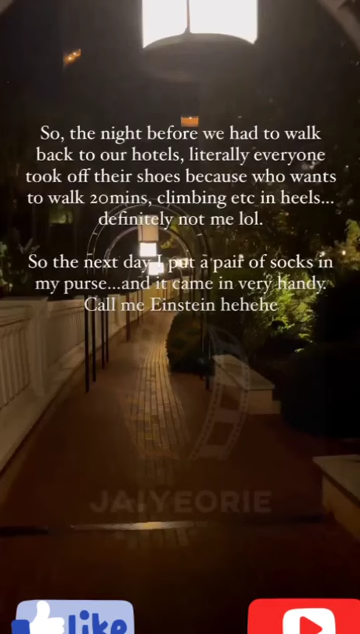 So, the night before we had to walk
back to our hotels, literally everyone
took off their shoes because who wants
to walk 20mins, climbing etc in heels...
definitely not me lol.
So the next day I put a pair of socks in
my purse...and it came in very handy.
Call me Einstein hehehe
JAIYEORIE
like